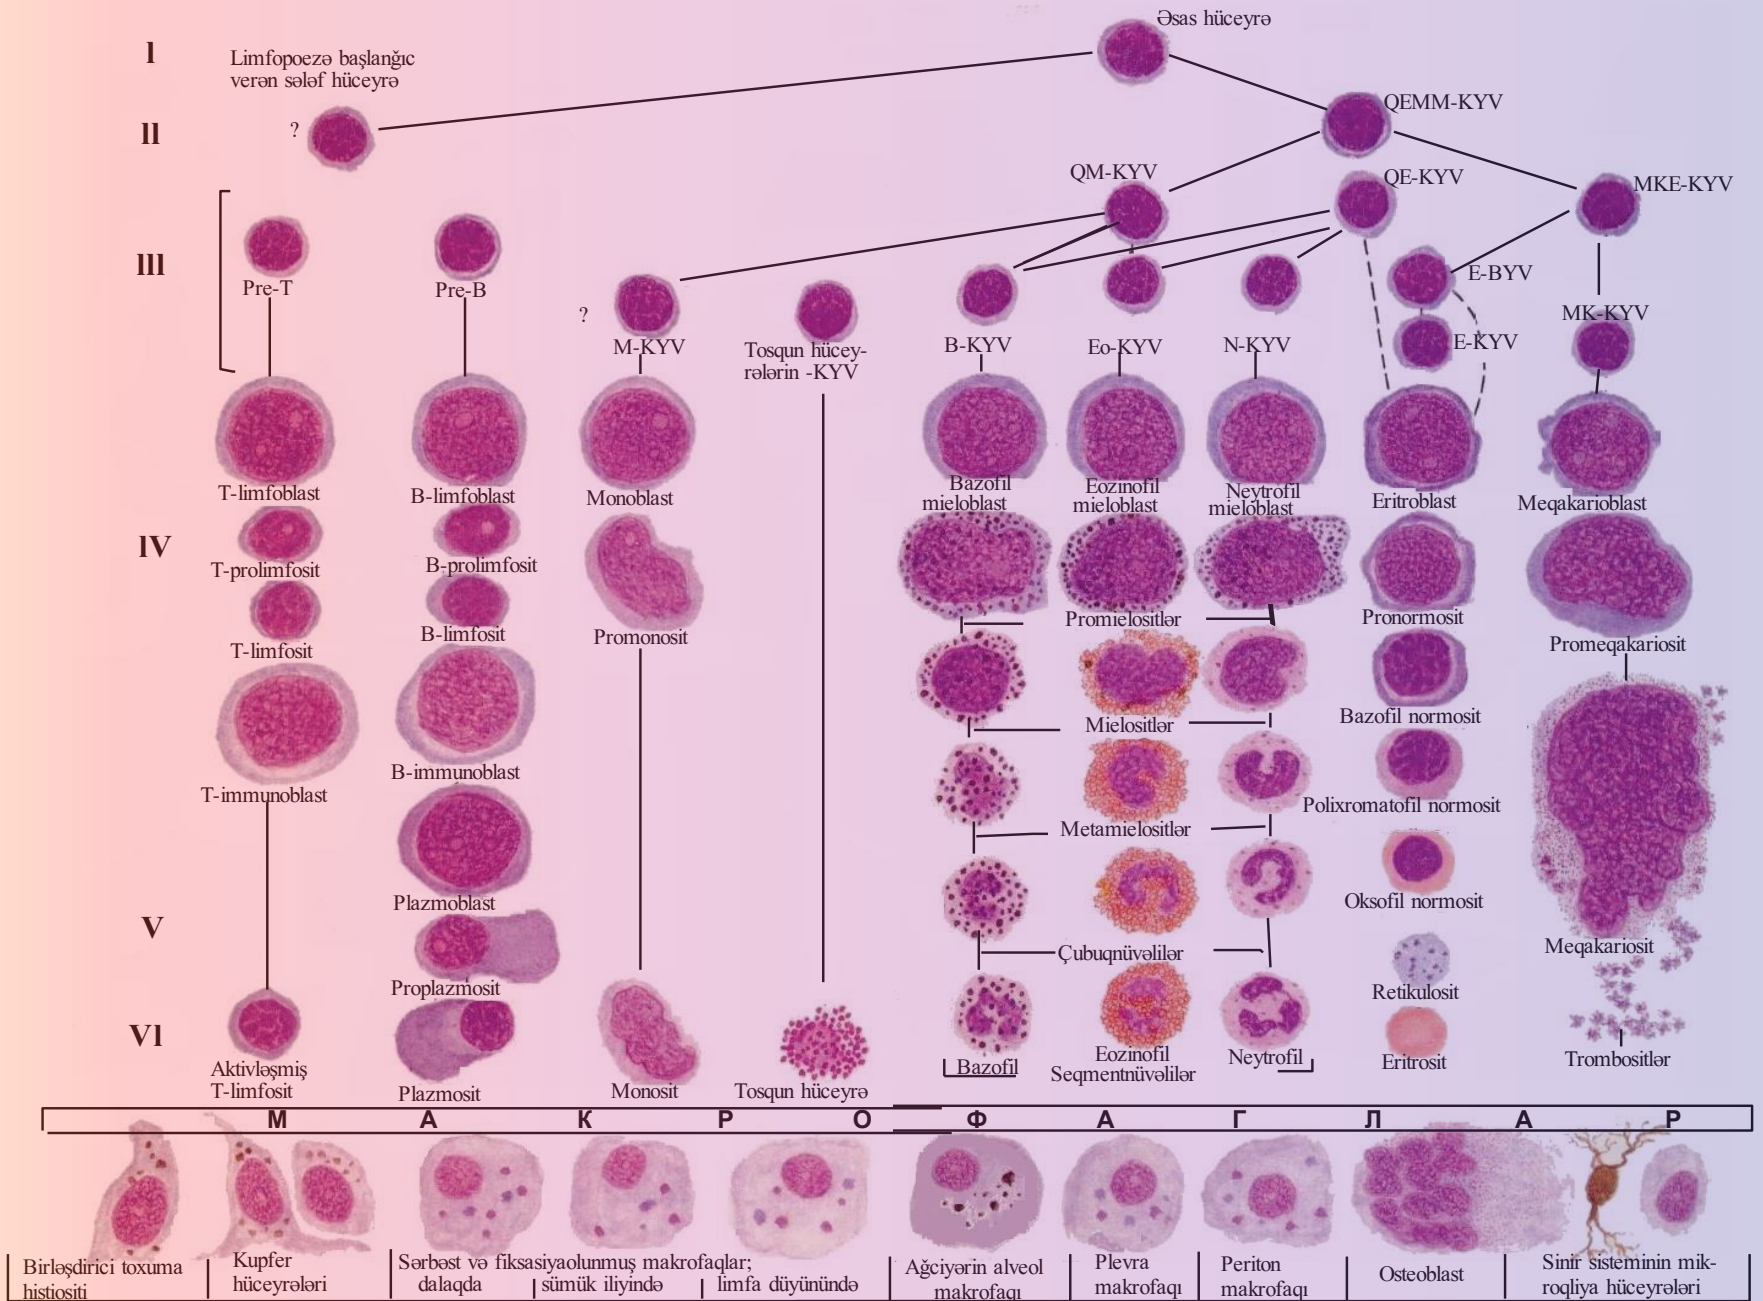 Əsas hüceyrə
I
Limfopoezə başlanğıc
verən sələf hüceyrə
QEMM-KYV
II
?
QM-KYV
QE-KYV
MKE-KYV
III
Pre-T
Pre-B
E-BYV
?
MK-KYV
M-KYV
Tosqun hücey-
rələrin -KYV
B-KYV
Eo-KYV
N-KYV
E-KYV
T-limfoblast
B-limfoblast
Monoblast
Bazofil
mieloblast
Eozinofil
mieloblast
Neytrofil
mieloblast
Eritroblast
Meqakarioblast
IV
T-prolimfosit
B-prolimfosit
T-limfosit
B-limfosit
Promonosit
Promielositlər
Pronormosit
Promeqakariosit
Mielositlər
Bazofil normosit
B-immunoblast
T-immunoblast
Metamielositlər
Polixromatofil normosit
Plazmoblast
Oksofil normosit
V
Çubuqnüvəlilər
Meqakariosit
Proplazmosit
Retikulosit
VI
Aktivləşmiş
T-limfosit
Plazmosit
Monosit
Tosqun hüceyrə
Bazofil
Eozinofil
Seqmentnüvəlilər
Neytrofil
Eritrosit
Trombositlər
М А К Р О Ф А Г Л А Р
Birləşdirici toxuma
histiositi
Kupfer
hüceyrələri
Sərbəst və fiksasiyaolunmuş makrofaqlar;
dalaqda
sümük iliyində
limfa düyünündə
Ağciyərin alveol
makrofaqı
Plevra
makrofaqı
Periton
makrofaqı
Osteoblast
Sinir sisteminin mik-
roqliya hüceyrələri